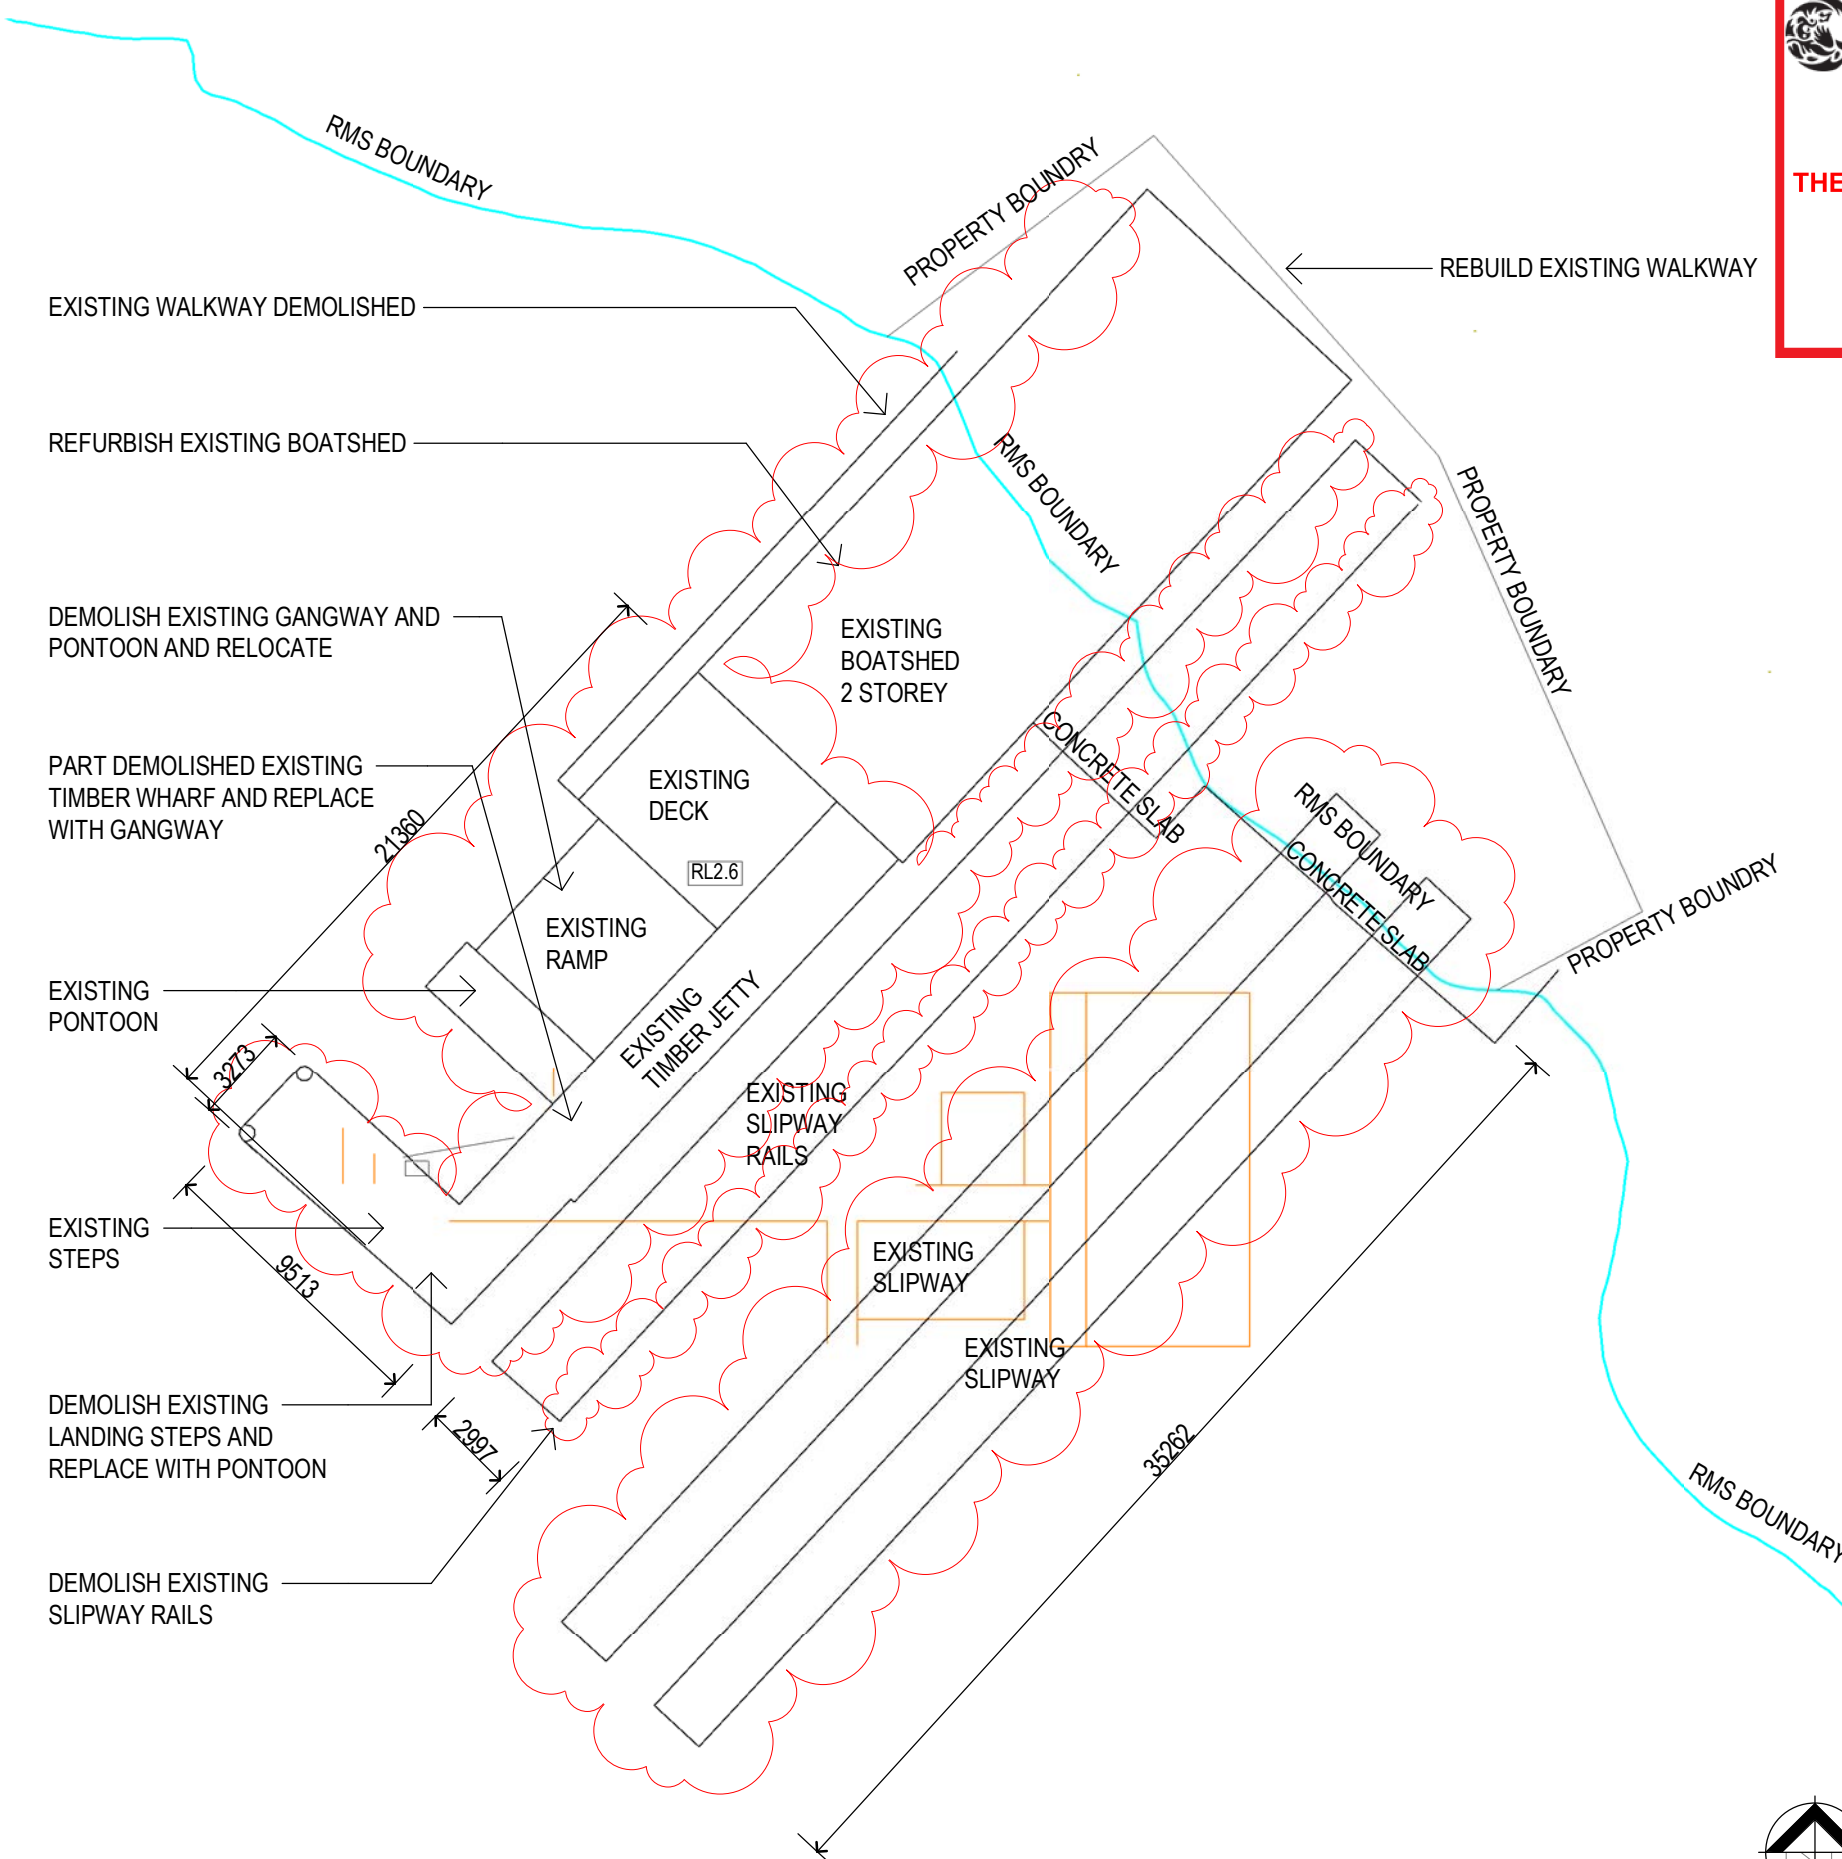 THE
RMS BOUNDARY
PROPERTY BOUNDRY
REBUILD EXISTING WALKWAY
EXISTING WALKWAY DEMOLISHED
REFURBISH EXISTING BOATSHED
RMS BOUNDARY
PROPERTY BOUNDARY
DEMOLISH EXISTING GANGWAY AND
PONTOON AND RELOCATE
EXISTING
BOATSHED
2 STOREY
PART DEMOLISHED EXISTING
TIMBER WHARF AND REPLACE
WITH GANGWAY
21360
EXISTING
DECK
RL2.6
CONCRETE SLAB
RMS BOUNDARY
CONCRETE SLAB
PROPERTY BOUNDRY
EXISTING
RAMP
EXISTING
PONTOON
EXISTING
TIMBER JETTY
3273
EXISTING
SLIPWAY
RAILS
EXISTING
STEPS
9513
EXISTING
SLIPWAY
EXISTING
SLIPWAY
DEMOLISH EXISTING
LANDING STEPS AND
REPLACE WITH PONTOON
2997
35262
RMS BOUNDARY
DEMOLISH EXISTING
SLIPWAY RAILS